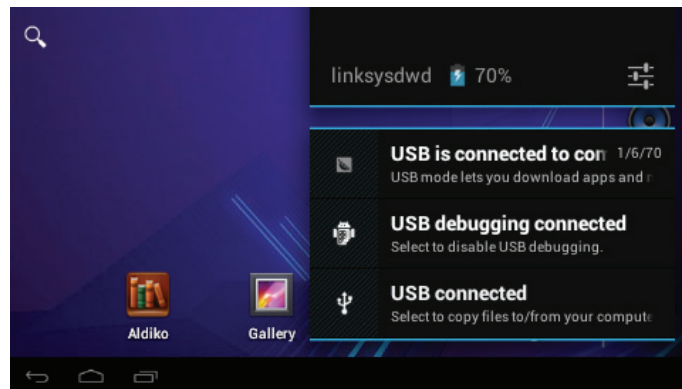 linksysdwd 70%
USB is connected to con 1/6/70
USB mode lets you download apps and
USB debugging connected
Select to disable USB debugging.
USB connected
Select to copy files to/from your compute
Aldiko Gallery